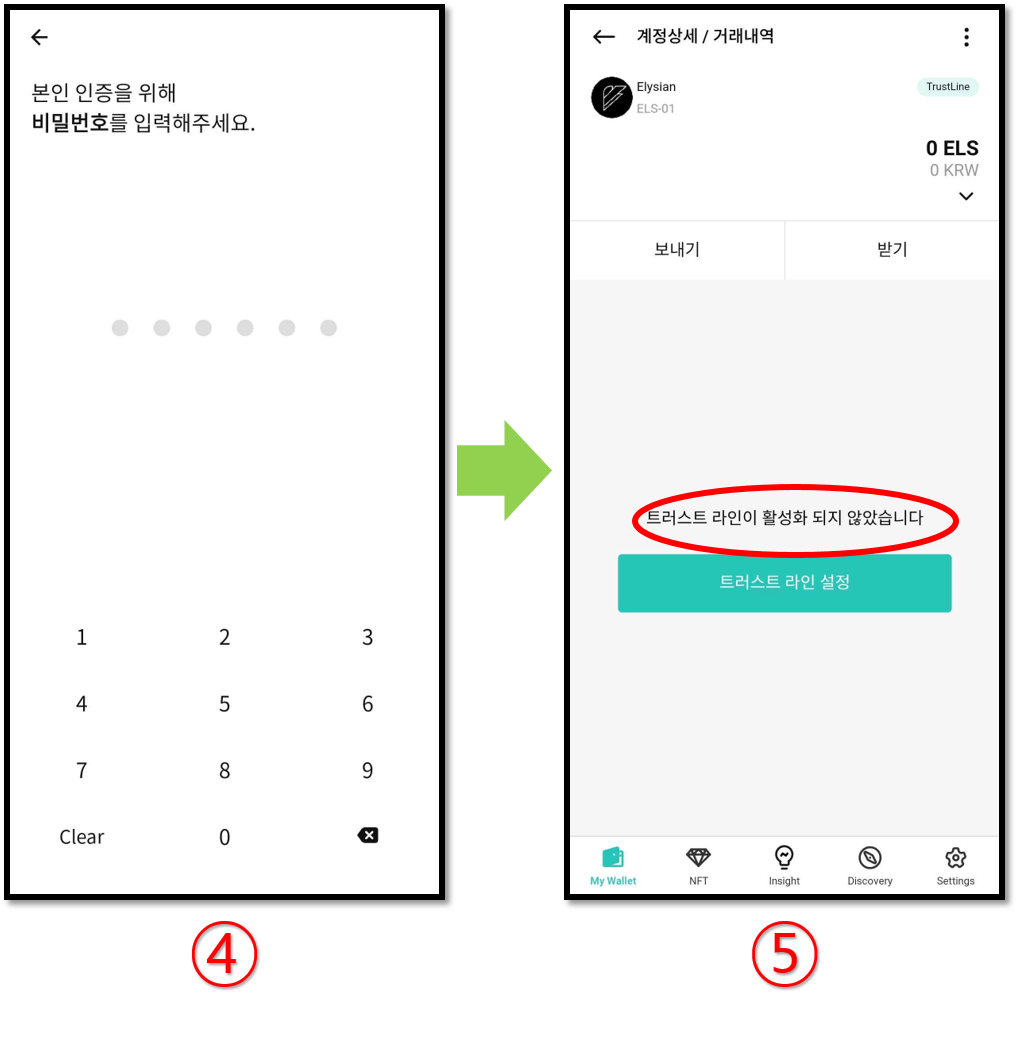 본인 인증을 위해
비밀번호를 입력해주세요.
1 2 3
4 5 6
7 8 9
Clear 0
④
계정상세 / 거래내역
Elysian
TrustLine
ELS-01
0 ELS
0 KRW
보내기 받기
트러스트 라인이 활성화 되지 않았습니다
트러스트 라인 설정
My Wallet NFT Insight Discovery Settings
⑤